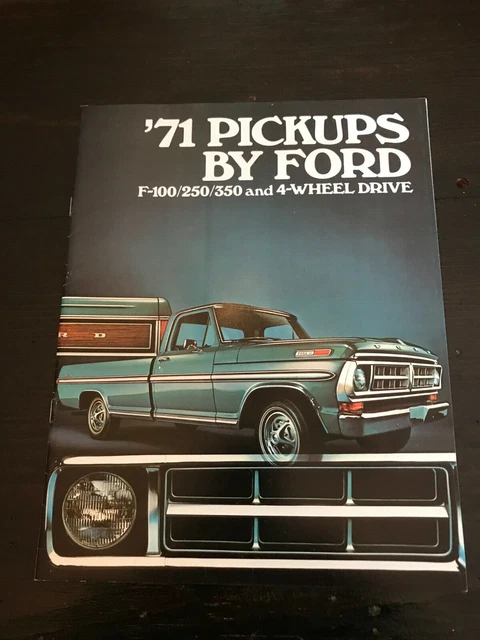 '71 PICKUPS
BY FORD
F-100/250/350 and 4-WHEEL DRIVE
R D